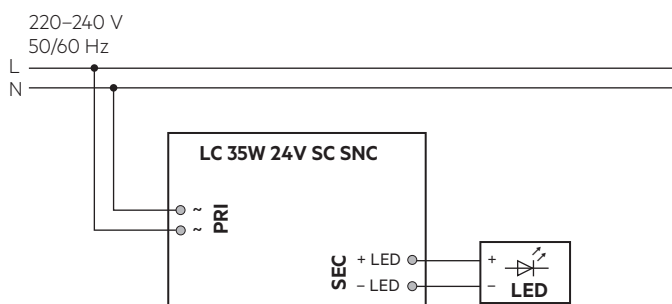 220–240 V
50/60 Hz
L
N
LC 35W 24V SC SNC
~
~
PRI
SEC
+ LED
– LED
+
–
LED